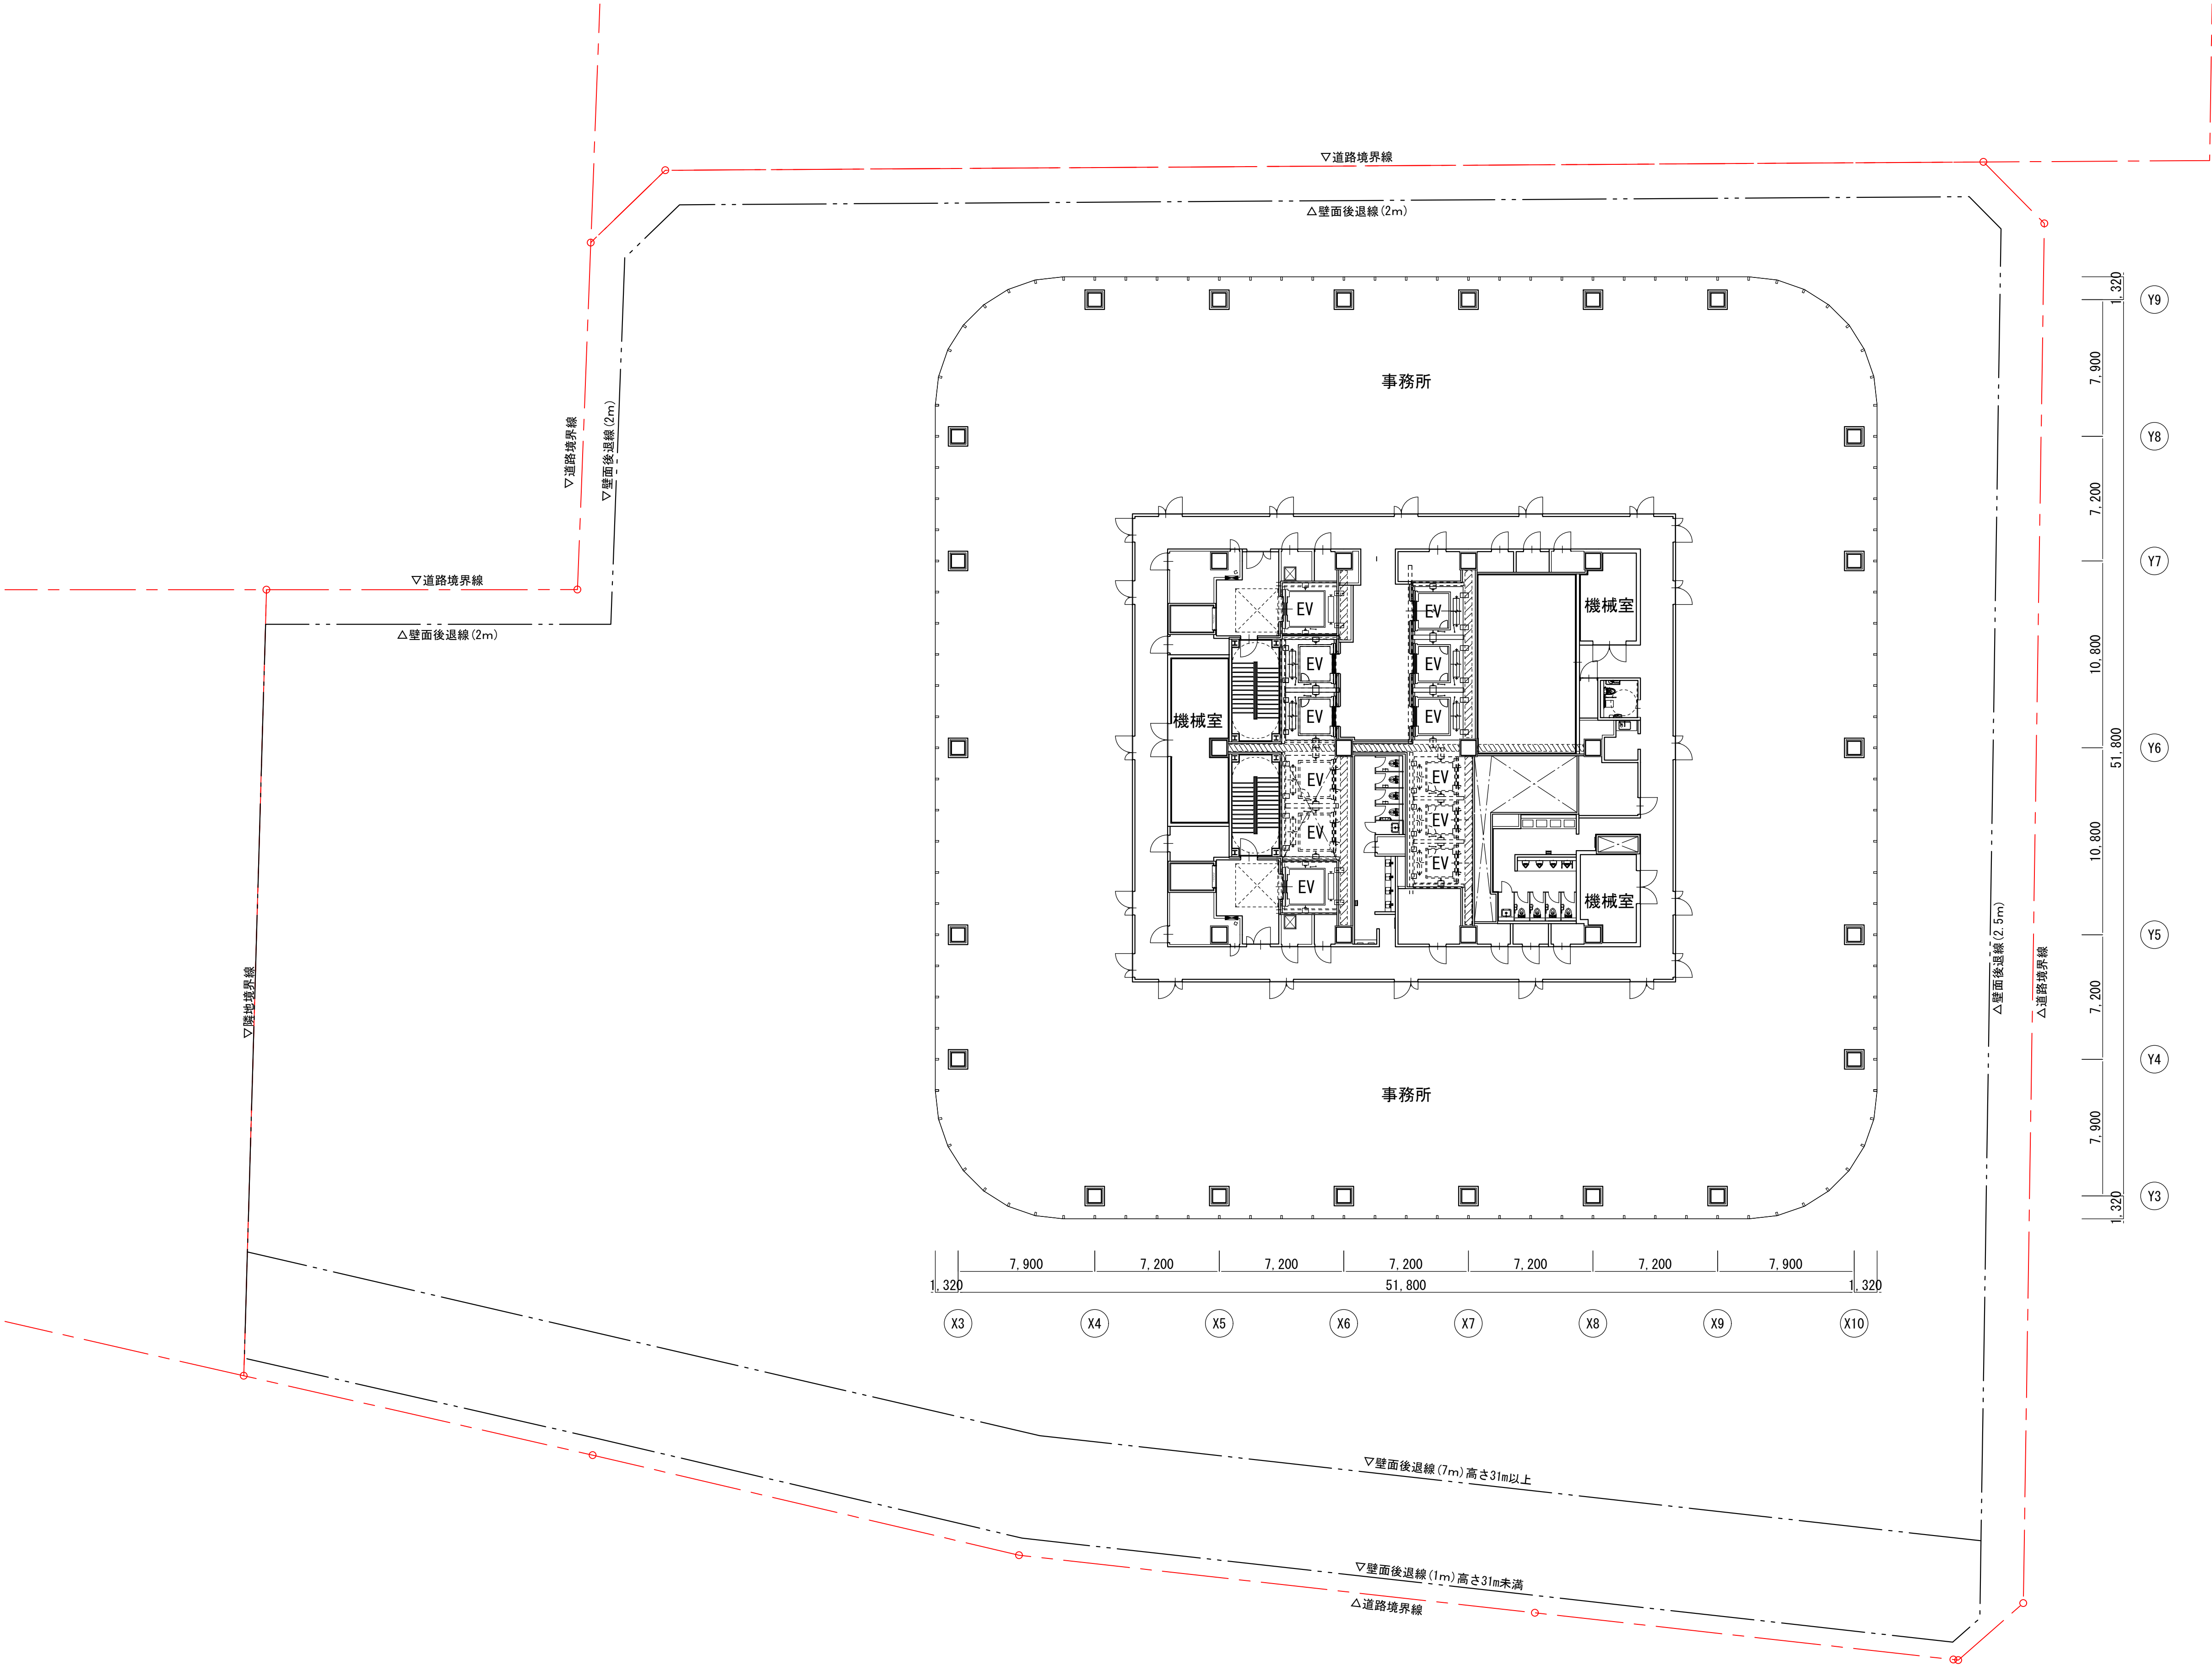 ▽道路境界線
△壁面後退線(2m)
▽道路境界線
▽壁面後退線(2m)
▽道路境界線
△壁面後退線(2m)
▽隣地境界線
事務所
機械室
機械室
機械室
EV
EV
EV
EV
EV
EV
EV
EV
EV
EV
EV
EV
事務所
△壁面後退線(2.5m)
△道路境界線
1,320
7,900
7,200
10,800
51,800
10,800
7,200
7,900
1,320
Y9
Y8
Y7
Y6
Y5
Y4
Y3
7,900
7,200
7,200
7,200
7,200
7,200
7,900
1,320
51,800
1,320
X3
X4
X5
X6
X7
X8
X9
X10
▽壁面後退線(7m)高さ31m以上
▽壁面後退線(1m)高さ31m未満
△道路境界線